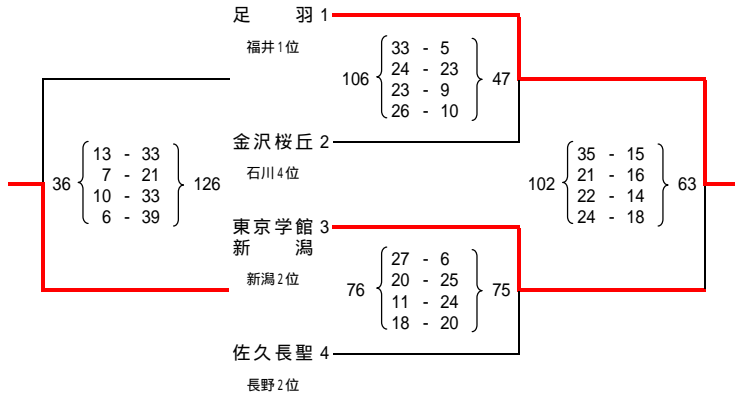 足 羽 1
福井1位
106 33 - 5 47
24 - 23
23 - 9
26 - 10
金沢桜丘 2
石川4位
36 13 - 33 126
7 - 21
10 - 33
6 - 39
102 35 - 15 63
21 - 16
22 - 14
24 - 18
東京学館 3
新 潟
新潟2位
76 27 - 6 75
20 - 25
11 - 24
18 - 20
佐久長聖 4
長野2位